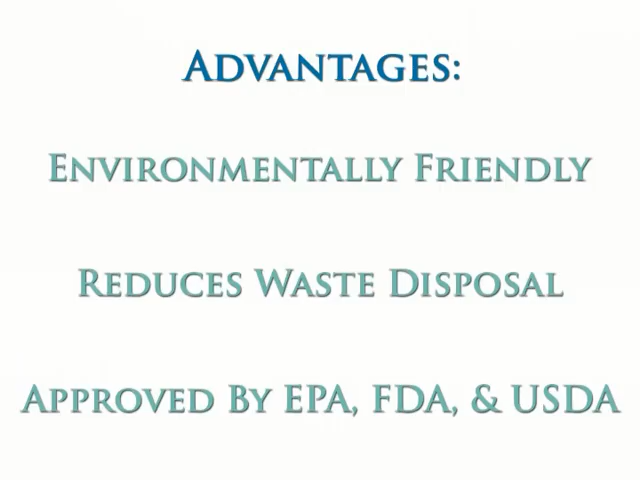 Advantages:
Environmentally Friendly
Reduces Waste Disposal
Approved By EPA, FDA, & USDA